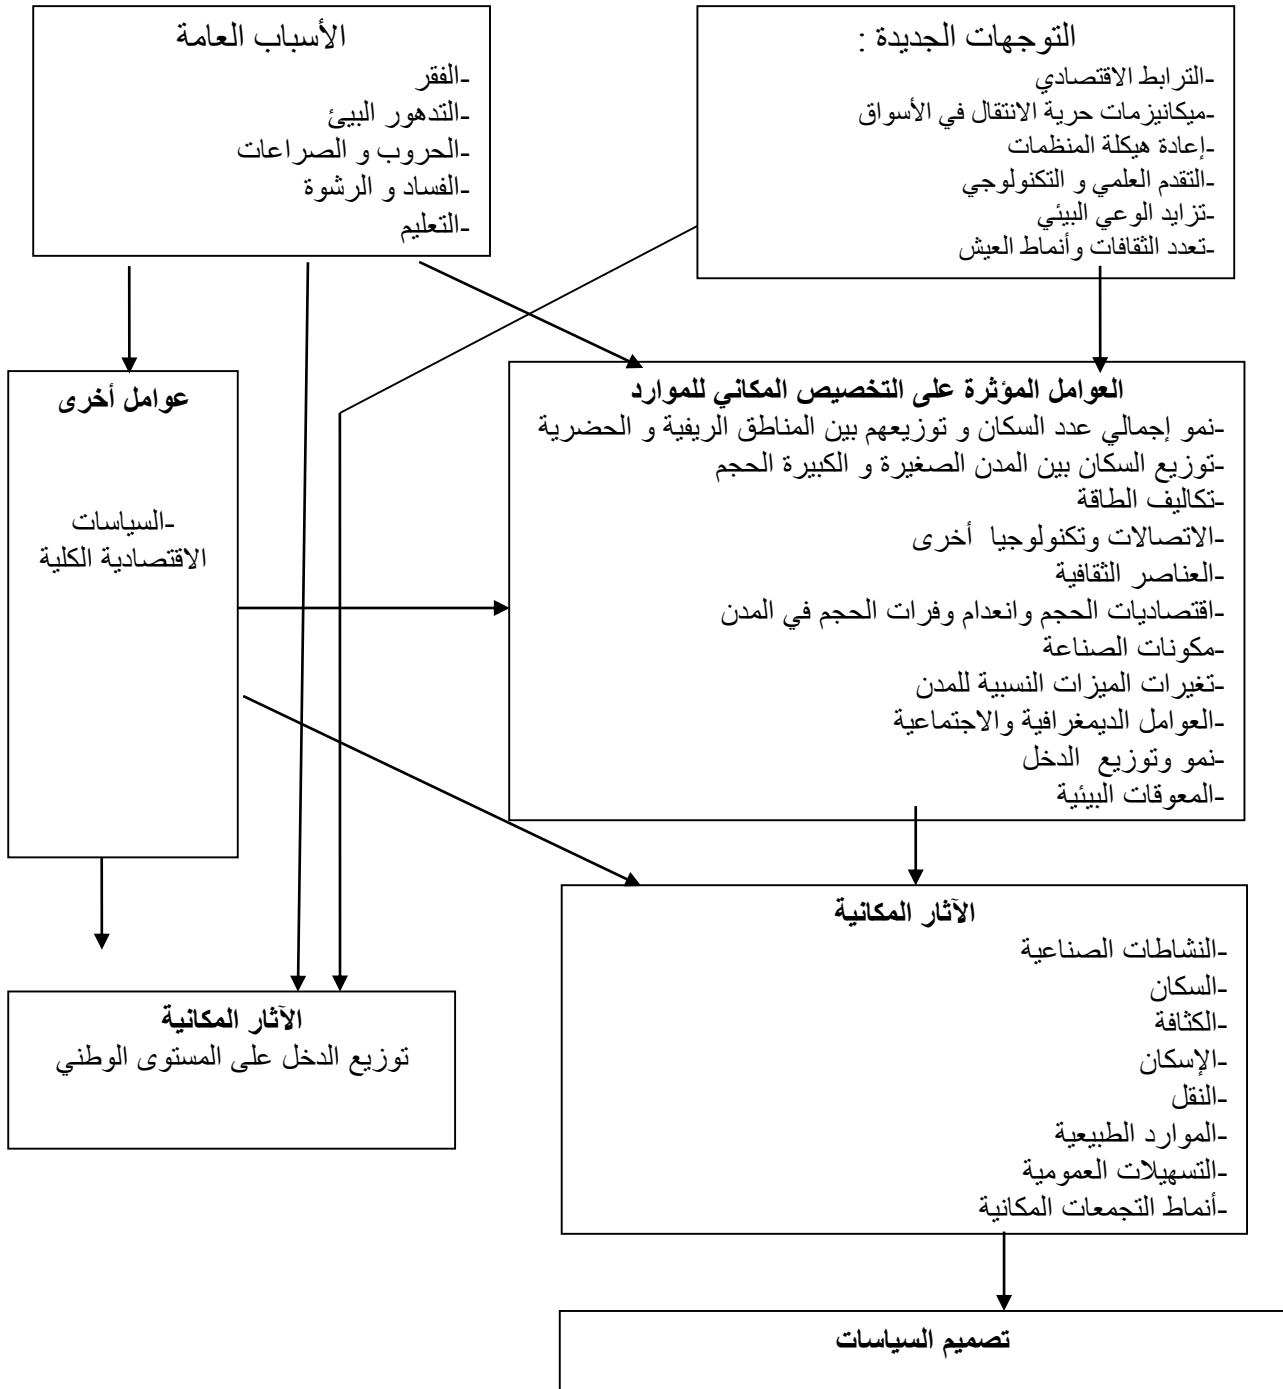 التوجهات الجديدة :
-الترابط الاقتصادي
-ميكانيزمات حرية الانتقال في الأسواق
-إعادة هيكلة المنظمات
-التقدم العلمي و التكنولوجي
-تزايد الوعي البيئي
-تعدد الثقافات وأنماط العيش
الأسباب العامة
-الفقر
-التدهور البيئ
-الحروب و الصراعات
-الفساد و الرشوة
-التعليم
العوامل المؤثرة على التخصيص المكاني للموارد
-نمو إجمالي عدد السكان و توزيعهم بين المناطق الريفية و الحضرية
-توزيع السكان بين المدن الصغيرة و الكبيرة الحجم
-تكاليف الطاقة
-الاتصالات وتكنولوجيا أخرى
-العناصر الثقافية
-اقتصاديات الحجم وانعدام وفرات الحجم في المدن
-مكونات الصناعة
-تغيرات الميزات النسبية للمدن
-العوامل الديمغرافية والاجتماعية
-نمو وتوزيع الدخل
-المعوقات البيئية
عوامل أخرى
-السياسات
الاقتصادية الكلية
الآثار المكانية
-النشاطات الصناعية
-السكان
-الكثافة
-الإسكان
-النقل
-الموارد الطبيعية
-التسهيلات العمومية
-أنماط التجمعات المكانية
الآثار المكانية
توزيع الدخل على المستوى الوطني
تصميم السياسات